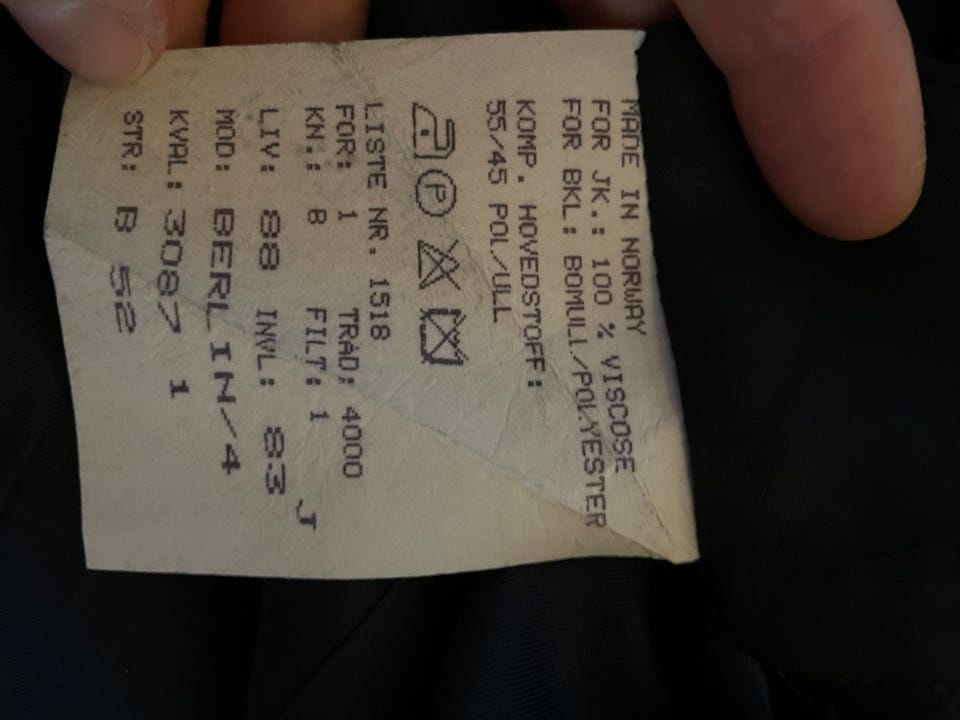 MADE IN NORWAY
FOR JK.: 100 % VISCOSE
FOR BKL: BOMULL/POLYESTER
KOMP. HOVEDSTOFF:
55/45 POL/ULL
P
LISTE NR. 1518
FOR: 1 TRÅD: 4000
KN.: 8 FILT: 1
J
LIV: 88 INVL: 83
MOD: BERLIN/4
KVAL: 3087 1
STR: B 52